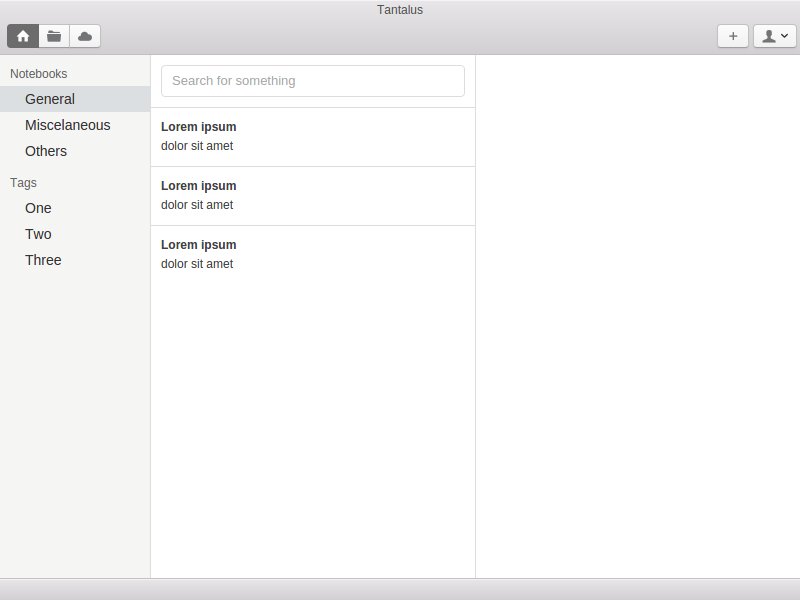 Tantalus
Notebooks
General
Miscelaneous
Others
Tags
One
Two
Three
Search for something
Lorem ipsum
dolor sit amet
Lorem ipsum
dolor sit amet
Lorem ipsum
dolor sit amet